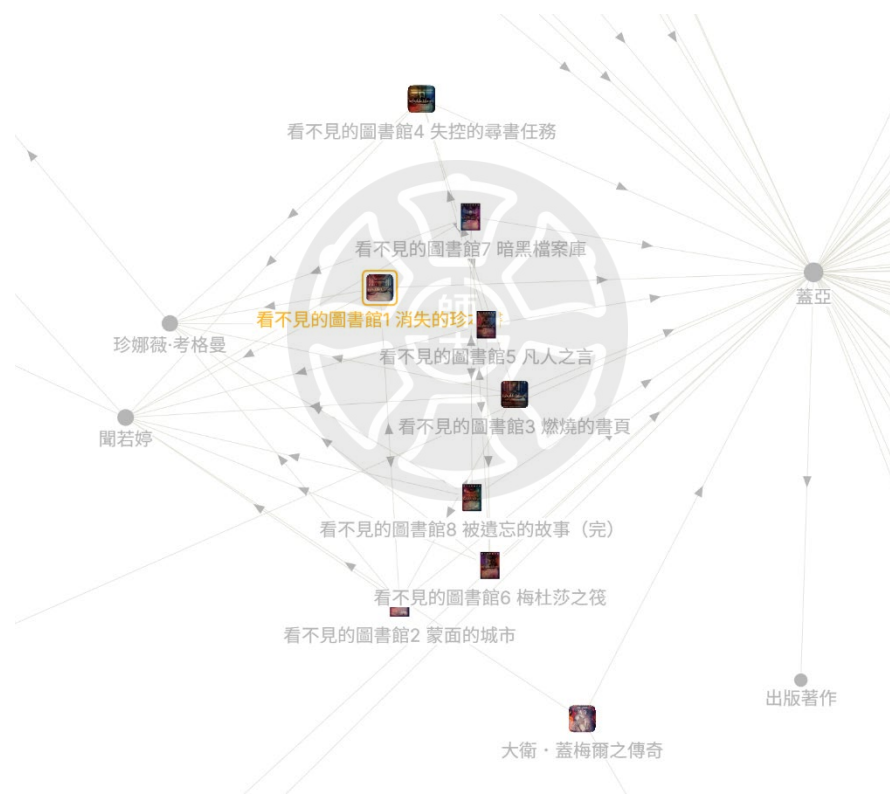 看不見的圖書館4 失控的尋書任務
看不見的圖書館7 暗黑檔案庫
蓋亞
看不見的圖書館1 消失的珍
珍娜薇·考格曼
看不見的圖書館5 凡人之言
看不見的圖書館3 燃燒的書頁
聞若婷
看不見的圖書館8 被遺忘的故事（完）
看不見的圖書館6 梅杜莎之筏
看不見的圖書館2 蒙面的城市
出版著作
大衛·蓋梅爾之傳奇